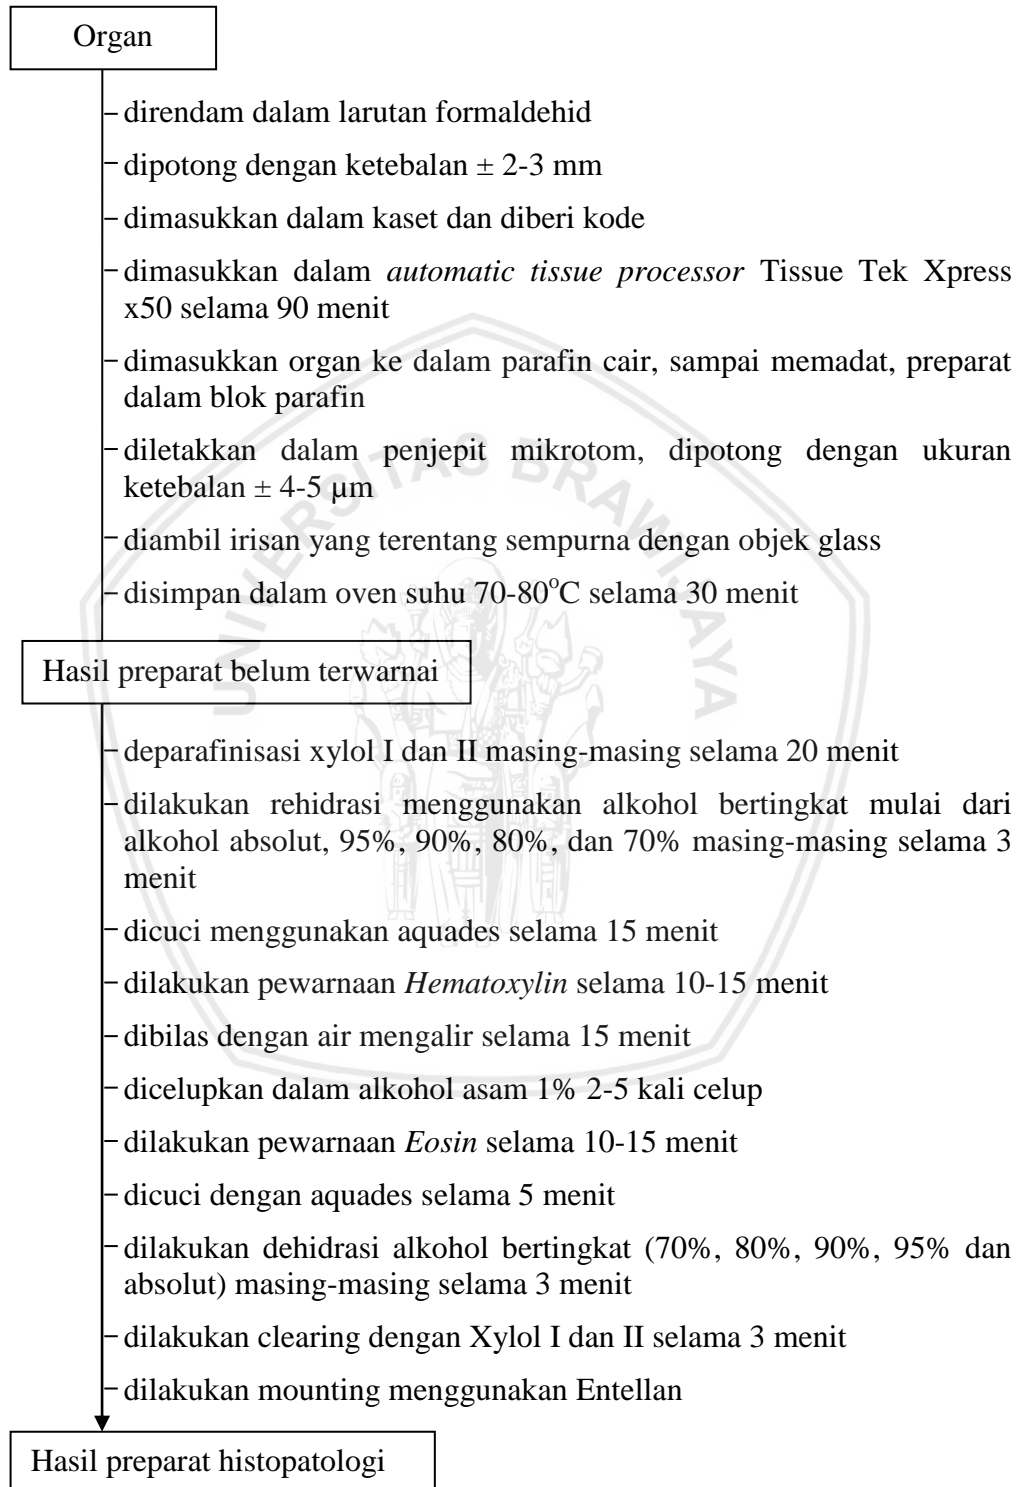 Organ
direndam dalam larutan formaldehid
dipotong dengan ketebalan ± 2-3 mm
dimasukkan dalam kaset dan diberi kode
dimasukkan dalam automatic tissue processor Tissue Tek Xpress
x50 selama 90 menit
dimasukkan organ ke dalam parafin cair, sampai memadat, preparat
dalam blok parafin
diletakkan dalam penjepit mikrotom, dipotong dengan ukuran
ketebalan ± 4-5 µm
diambil irisan yang terentang sempurna dengan objek glass
disimpan dalam oven suhu 70-80°C selama 30 menit
Hasil preparat belum terwarnai
deparafinisasi xylol I dan II masing-masing selama 20 menit
dilakukan rehidrasi menggunakan alkohol bertingkat mulai dari
alkohol absolut, 95%, 90%, 80%, dan 70% masing-masing selama 3
menit
dicuci menggunakan aquades selama 15 menit
dilakukan pewarnaan Hematoxylin selama 10-15 menit
dibilas dengan air mengalir selama 15 menit
dicelupkan dalam alkohol asam 1% 2-5 kali celup
dilakukan pewarnaan Eosin selama 10-15 menit
dicuci dengan aquades selama 5 menit
dilakukan dehidrasi alkohol bertingkat (70%, 80%, 90%, 95% dan
absolut) masing-masing selama 3 menit
dilakukan clearing dengan Xylol I dan II selama 3 menit
dilakukan mounting menggunakan Entellan
Hasil preparat histopatologi
UNIVERSITAS BRAWIJAYA